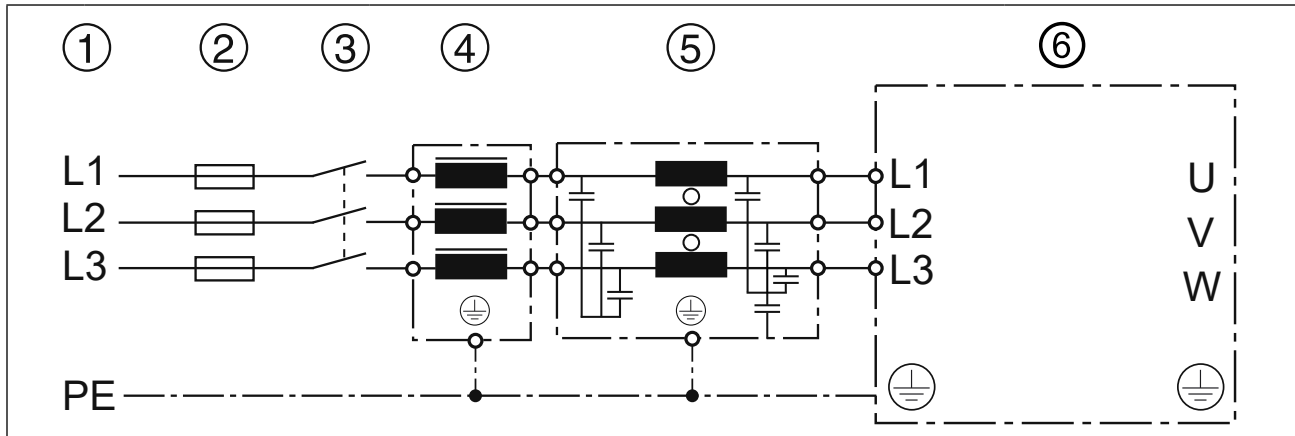 ① ② ③ ④ ⑤ ⑥
L1 L1 U
L2 L2 V
L3 L3 W
PE